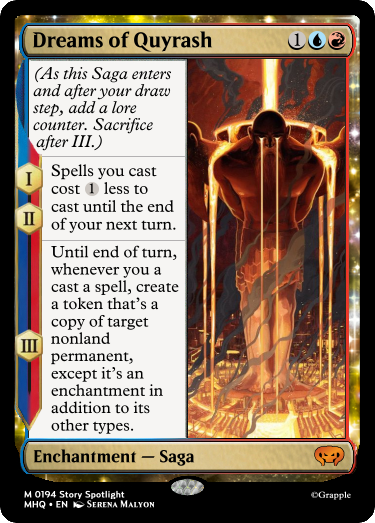 Dreams of Quyrash 1
(As this Saga enters
and after your draw
step, add a lore
counter. Sacrifice
after III.)
I
II
Spells you cast
cost 1 less to
cast until the end
of your next turn.
III
Until end of turn,
whenever you a
cast a spell, create
a token that's a
copy of target
nonland
permanent,
except it's an
enchantment in
addition to its
other types.
Enchantment — Saga
M 0194 Story Spotlight
MHQ • EN Serena Malyon
©Grapple